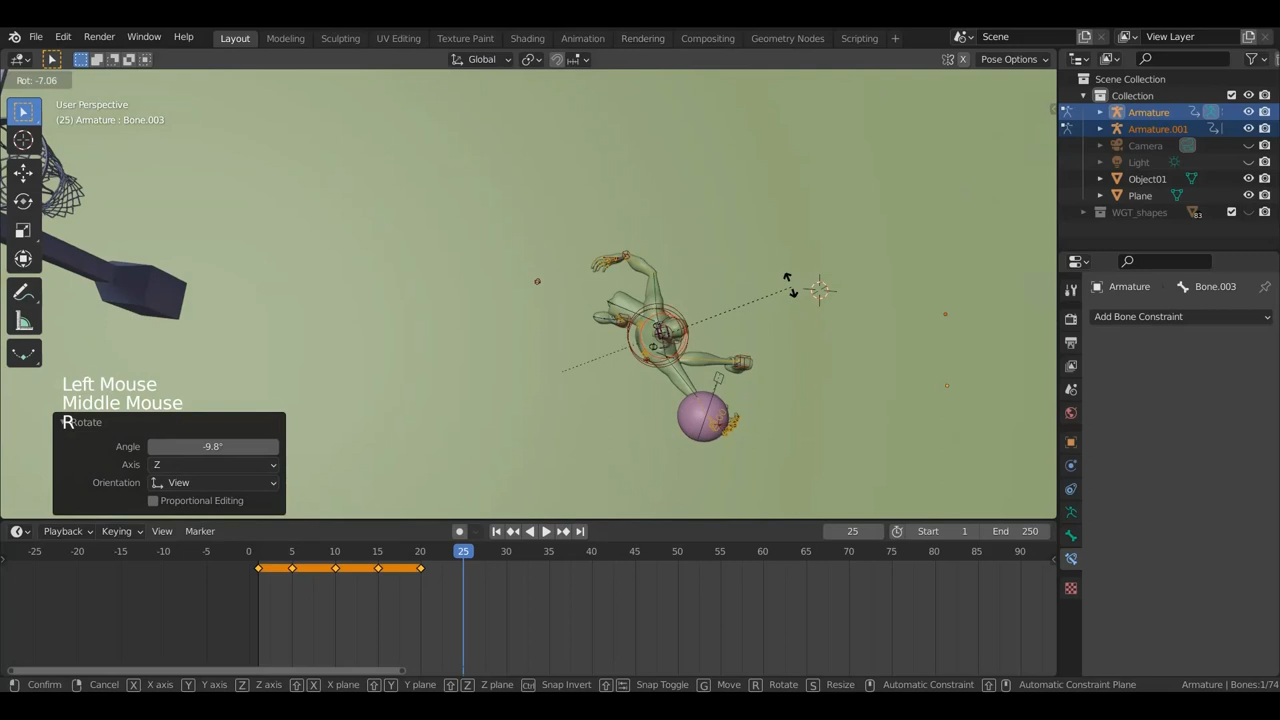 File Edit Render Window Help Layout Modeling Sculpting UV Editing Texture Paint Shading Animation Rendering Compositing Geometry Nodes Scripting + Scene View Layer
Global X Pose Options
Rot: -7.06
User Perspective
(25) Armature : Bone.003
Scene Collection
Collection
Armature
Armature.001
Camera
Light
Object01
Plane
WGT_shapes 83
Armature Bone.003
Add Bone Constraint
Left Mouse
Middle Mouse
R
Rotate
Angle -9.8°
Axis Z
Orientation View
Proportional Editing
Playback Keying View Marker 25 Start 1 End 250
-25 -20 -15 -10 -5 0 5 10 15 20 25 30 35 40 45 50 55 60 65 70 75 80 85 90
Confirm Cancel X X axis Y Y axis Z Z axis X X plane Y Y plane Z Z plane Ctrl Snap Invert Snap Toggle G Move R Rotate S Resize Automatic Constraint Automatic Constraint Plane Armature | Bones:1/74